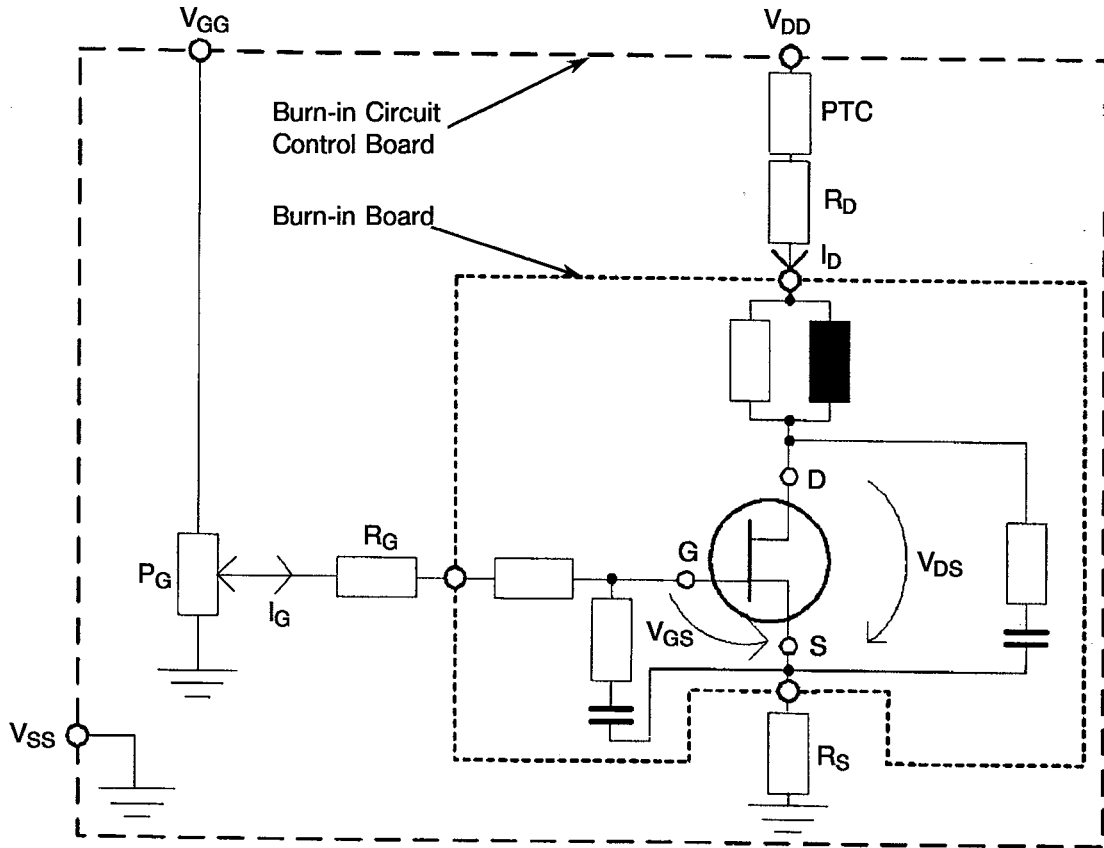 VGG
VDD
Burn-in Circuit
Control Board
PTC
RD
Burn-in Board
ID
D
RG
G
PG
VDS
IG
VGS
S
VSS
RS